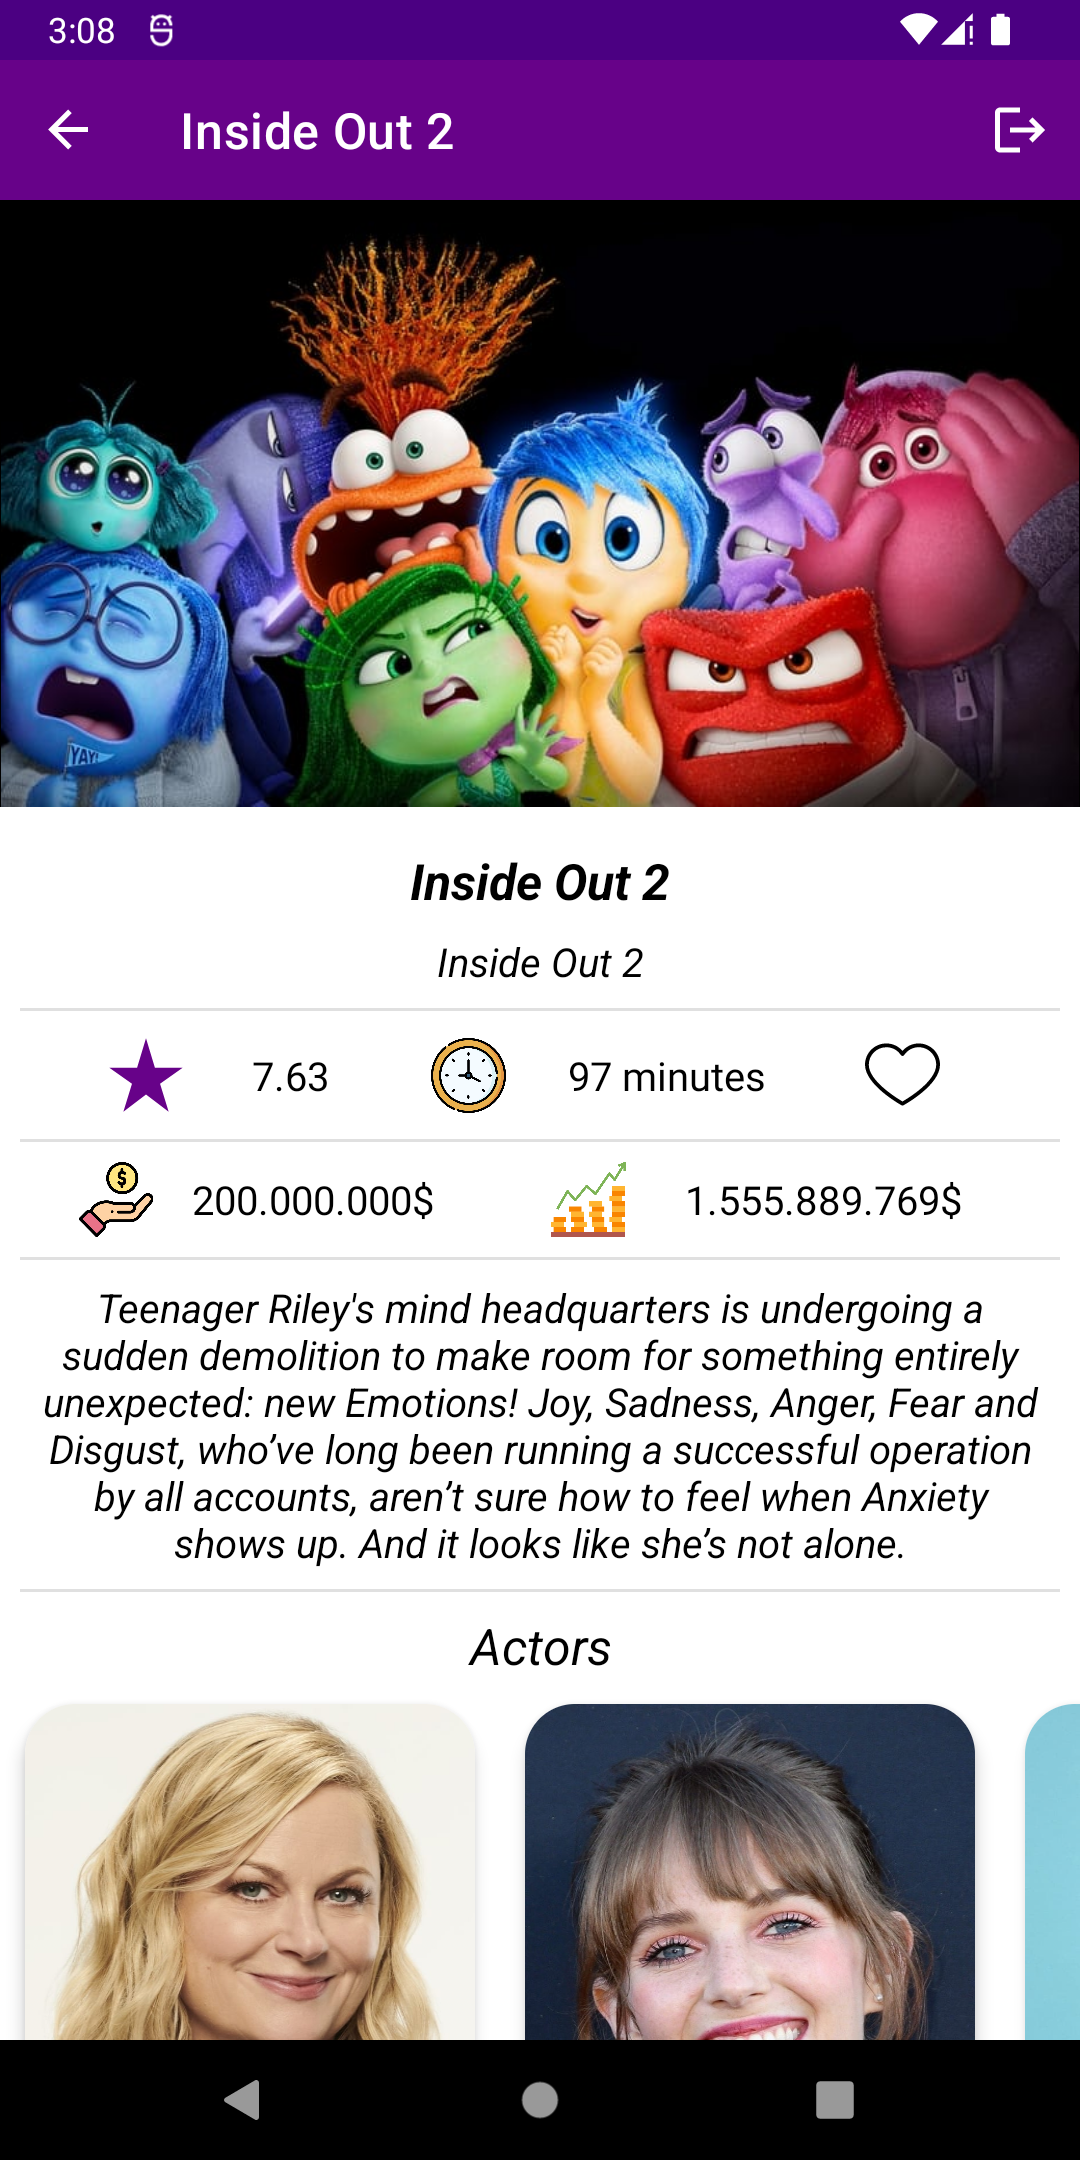 3:08
Inside Out 2
YAY!
Inside Out 2
Inside Out 2
7.63 97 minutes
200.000.000$ 1.555.889.769$
Teenager Riley's mind headquarters is undergoing a
sudden demolition to make room for something entirely
unexpected: new Emotions! Joy, Sadness, Anger, Fear and
Disgust, who’ve long been running a successful operation
by all accounts, aren’t sure how to feel when Anxiety
shows up. And it looks like she’s not alone.
Actors